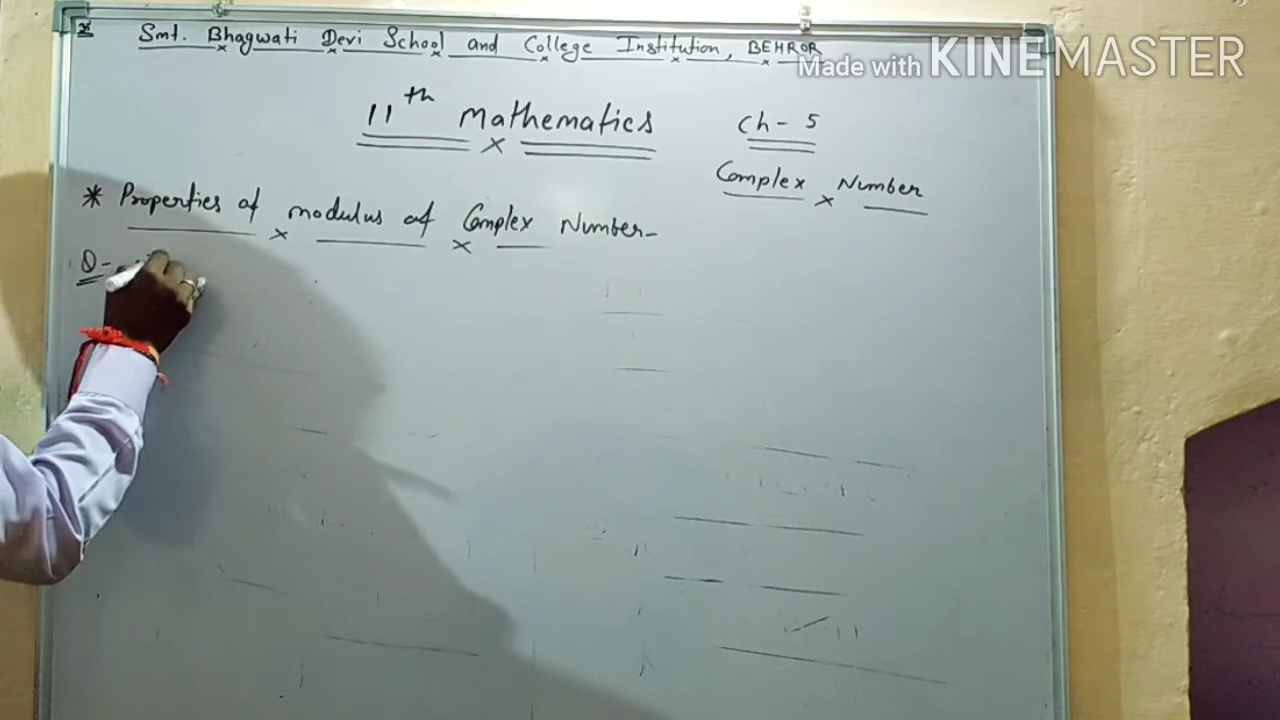 Smt. Bhagwati Devi School and College Institution, BEHROR
Made with KINEMASTER
11th Mathematics
Ch - 5
Complex Number
* Properties of modulus of Complex Number-
Q-